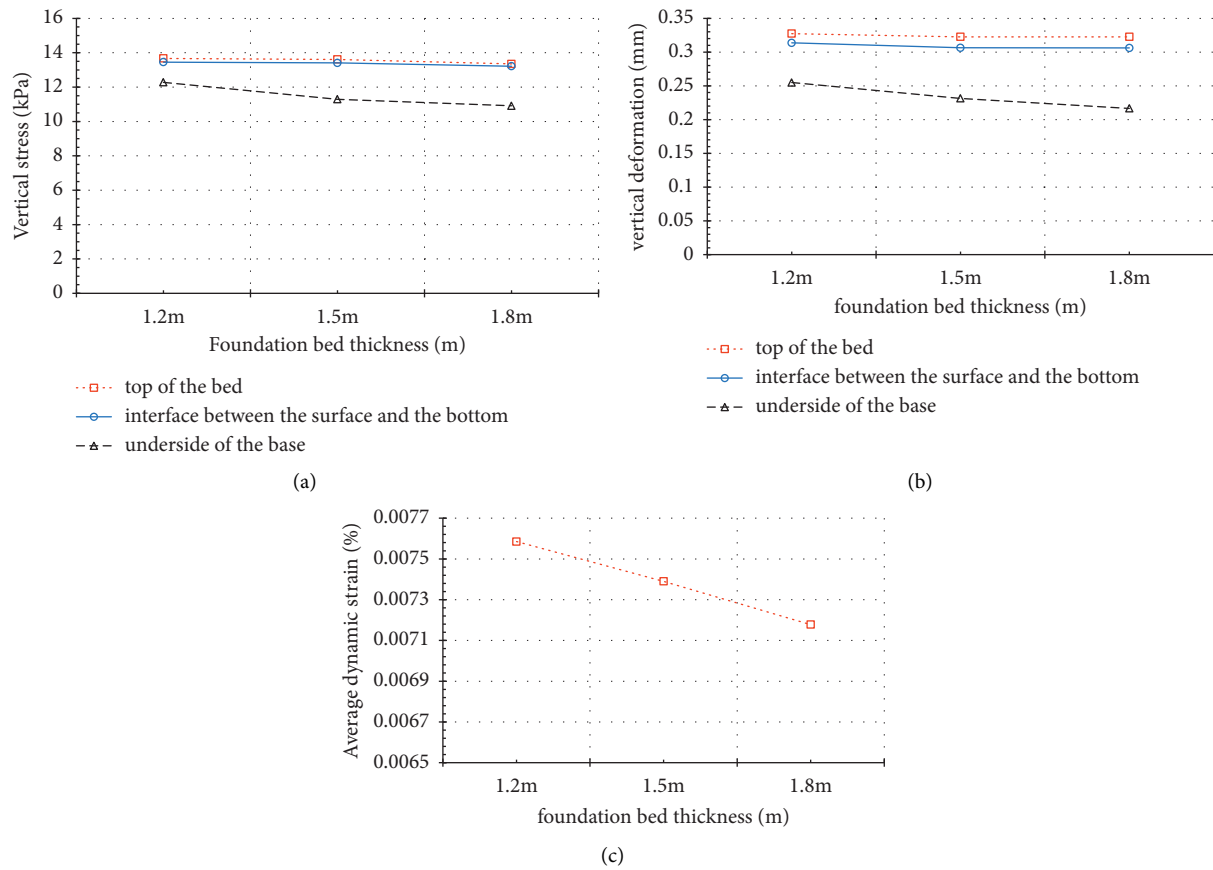 16
14
12
10
8
6
4
2
0
Vertical stress (kPa)
1.2m 1.5m 1.8m
Foundation bed thickness (m)
top of the bed
interface between the surface and the bottom
underside of the base
(a)
0.35
0.3
0.25
0.2
0.15
0.1
0.05
0
vertical deformation (mm)
1.2m 1.5m 1.8m
foundation bed thickness (m)
top of the bed
interface between the surface and the bottom
underside of the base
(b)
0.0077
0.0075
0.0073
0.0071
0.0069
0.0067
0.0065
Average dynamic strain (%)
1.2m 1.5m 1.8m
foundation bed thickness (m)
(c)